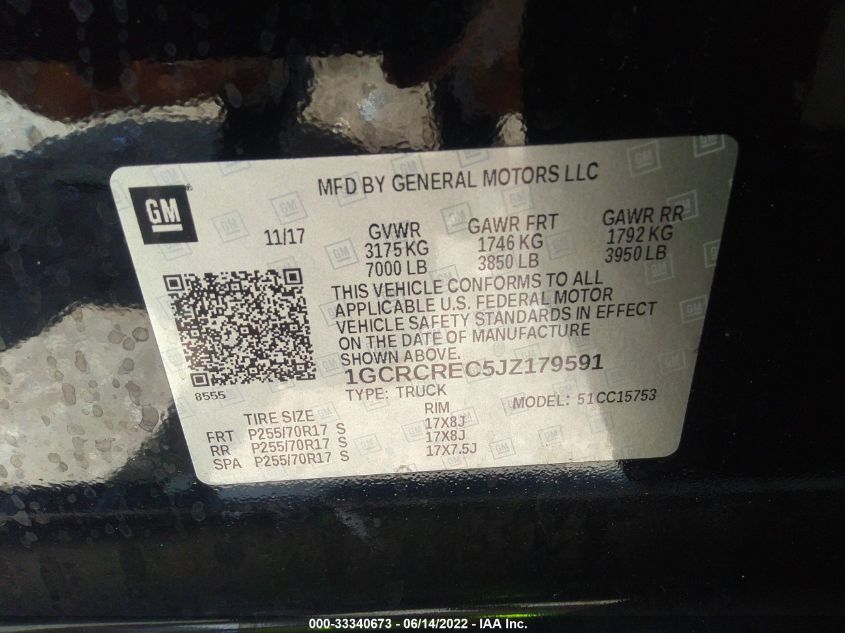 GM
MFD BY GENERAL MOTORS LLC
11/17
GVWR
3175 KG
7000 LB
GAWR FRT
1746 KG
3850 LB
GAWR RR
1792 KG
3950 LB
THIS VEHICLE CONFORMS TO ALL
APPLICABLE U.S. FEDERAL MOTOR
VEHICLE SAFETY STANDARDS IN EFFECT
ON THE DATE OF MANUFACTURE
SHOWN ABOVE.
1GCRCREC5JZ179591
8555
TYPE: TRUCK
MODEL: 51CC15753
TIRE SIZE RIM
FRT P255/70R17 S 17X8J
RR P255/70R17 S 17X8J
SPA P255/70R17 S 17X7.5J
000-33340673 - 06/14/2022 - IAA Inc.